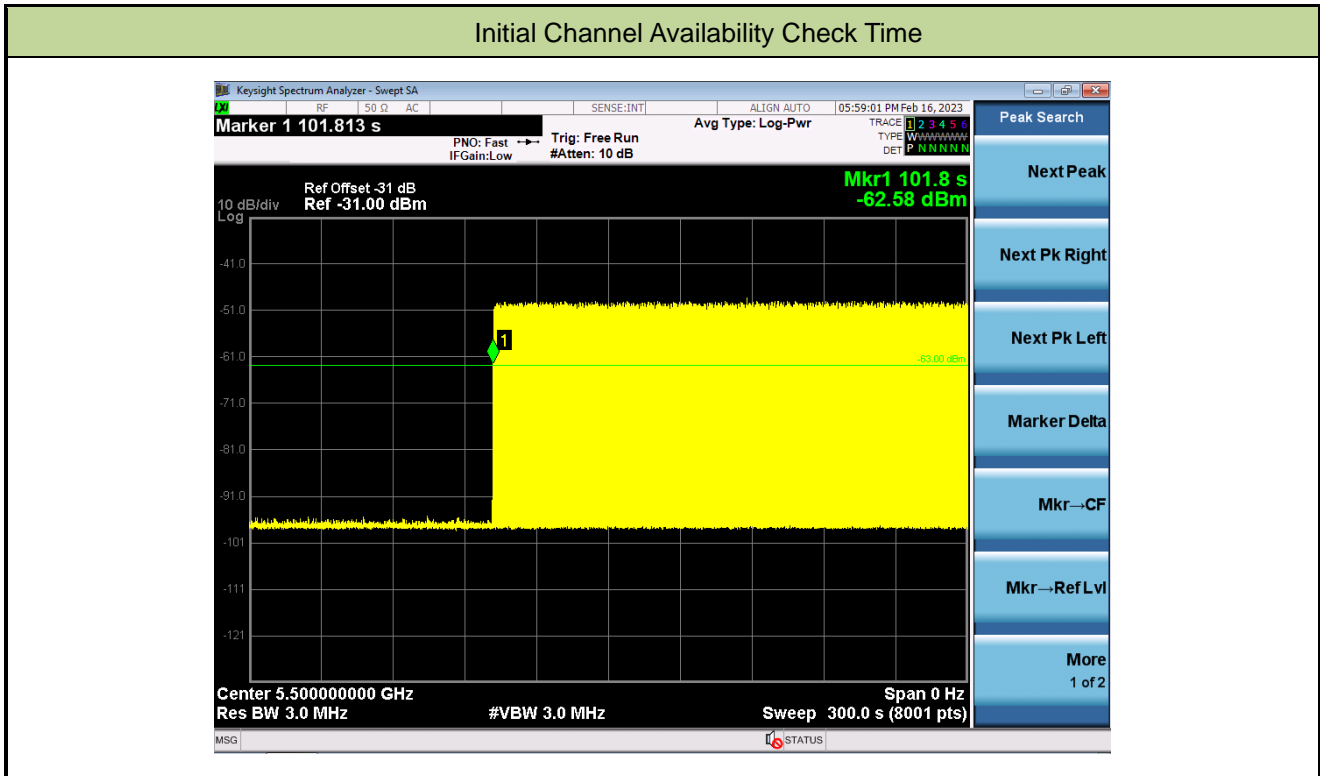 Initial Channel Availability Check Time
Keysight Spectrum Analyzer - Swept SA
LXI RF 50 Ω AC SENSE:INT ALIGN AUTO 05:59:01 PM Feb 16, 2023
Marker 1 101.813 s
PNO: Fast
IFGain:Low
Trig: Free Run
#Atten: 10 dB
Avg Type: Log-Pwr
TRACE 1 2 3 4 5 6
TYPE WWWWWW
DET P N N N N N
Mkr1 101.8 s
-62.58 dBm
Ref Offset -31 dB
10 dB/div Ref -31.00 dBm
Log
-41.0
-51.0
-61.0
-71.0
-81.0
-91.0
-101
-111
-121
1
-63.00 dBm
Center 5.500000000 GHz Span 0 Hz
Res BW 3.0 MHz #VBW 3.0 MHz Sweep 300.0 s (8001 pts)
MSG STATUS
Peak Search
Next Peak
Next Pk Right
Next Pk Left
Marker Delta
Mkr→CF
Mkr→Ref Lvl
More
1 of 2